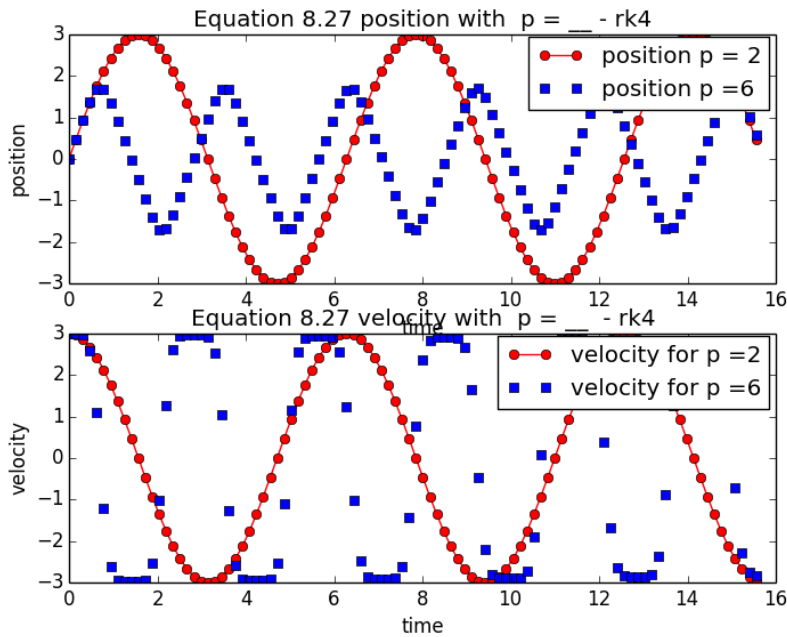 Equation 8.27 position with  p = __ - rk4
3
2
1
0
−1
−2
−3
position
position p = 2
position p =6
0 2 4 6 8 10 12 14 16
time
Equation 8.27 velocity with  p = __ - rk4
3
2
1
0
−1
−2
−3
velocity
velocity for p =2
velocity for p =6
0 2 4 6 8 10 12 14 16
time